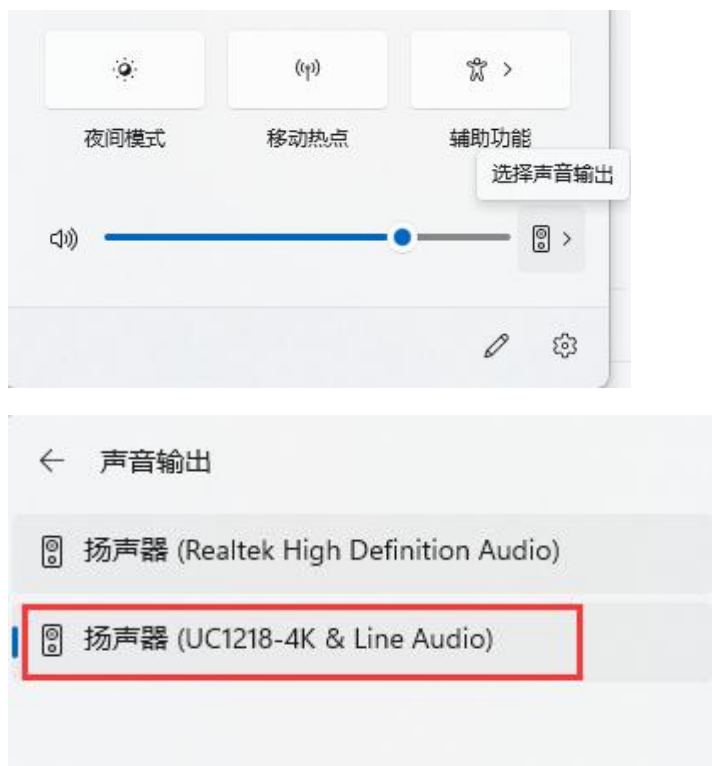 夜间模式
移动热点
辅助功能
选择声音输出
声音输出
扬声器 (Realtek High Definition Audio)
扬声器 (UC1218-4K & Line Audio)